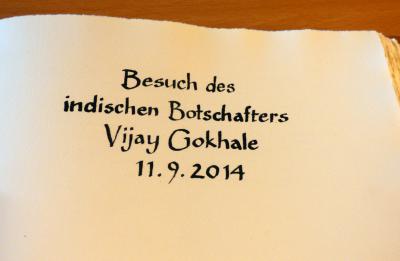 Besuch des
indischen Botschafters
Vijay Gokhale
11.9.2014